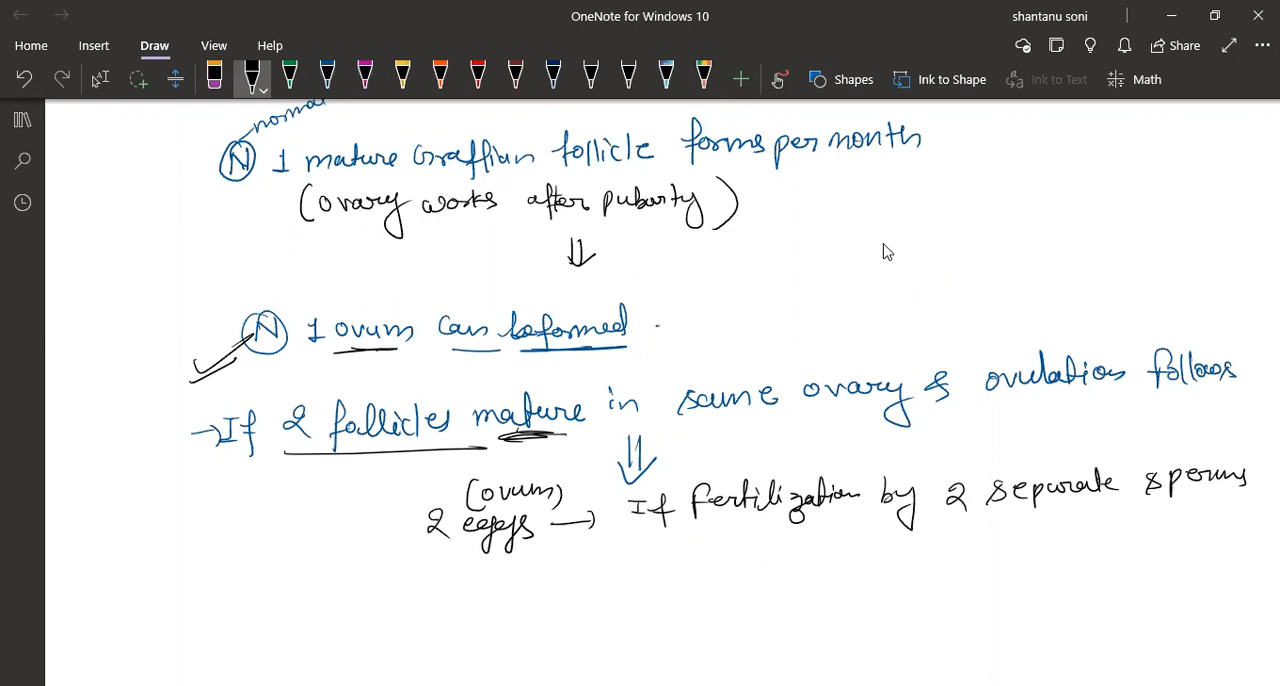 OneNote for Windows 10
shantanu soni
Home Insert Draw View Help
Share
Shapes
Ink to Shape
Ink to Text
Math
normal
N 1 mature Graffian follicle forms per month
(ovary works after puburty)
⇓
N 1 ovum can be formed
→ If 2 follicles mature in same ovary & ovulation follows
⇓
(ovum)
2 eggs → If fertilization by 2 separate sperms